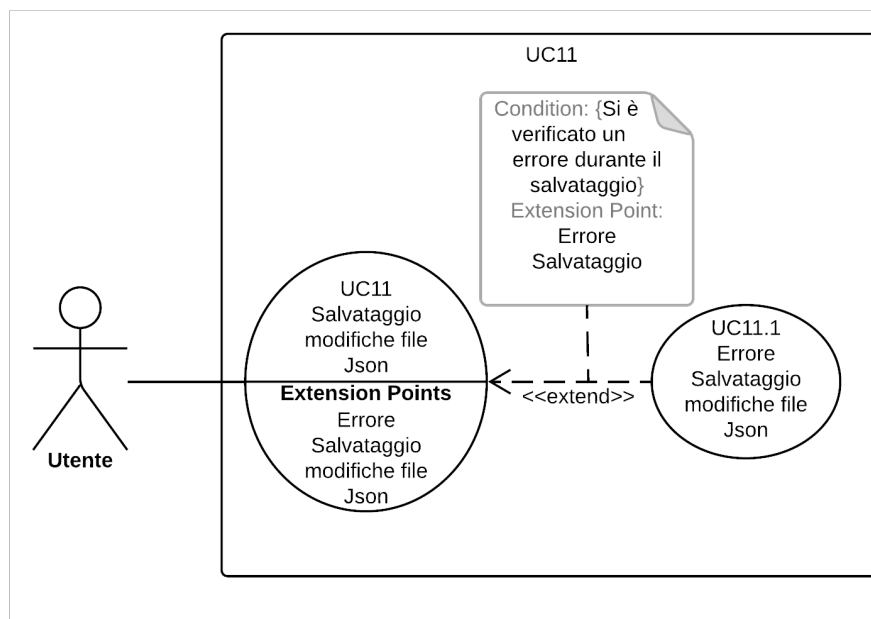 UC11
Condition: {Si è
verificato un
errore durante il
salvataggio}
Extension Point:
Errore
Salvataggio
UC11
Salvataggio
modifiche file
Json
Extension Points
Errore
Salvataggio
modifiche file
Json
<<extend>>
UC11.1
Errore
Salvataggio
modifiche file
Json
Utente